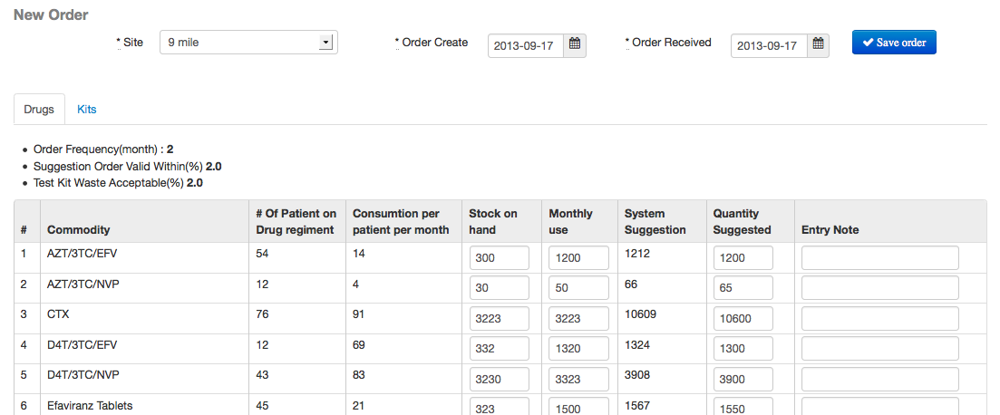 New Order
* Site 9 mile * Order Create 2013-09-17 * Order Received 2013-09-17 Save order
Drugs Kits
Order Frequency(month) : 2
Suggestion Order Valid Within(%) 2.0
Test Kit Waste Acceptable(%) 2.0
# Commodity # Of Patient on Drug regiment Consumtion per patient per month Stock on hand Monthly use System Suggestion Quantity Suggested Entry Note
1 AZT/3TC/EFV 54 14 300 1200 1212 1200
2 AZT/3TC/NVP 12 4 30 50 66 65
3 CTX 76 91 3223 3223 10609 10600
4 D4T/3TC/EFV 12 69 332 1320 1324 1300
5 D4T/3TC/NVP 43 83 3230 3323 3908 3900
6 Efaviranz Tablets 45 21 323 1500 1567 1550